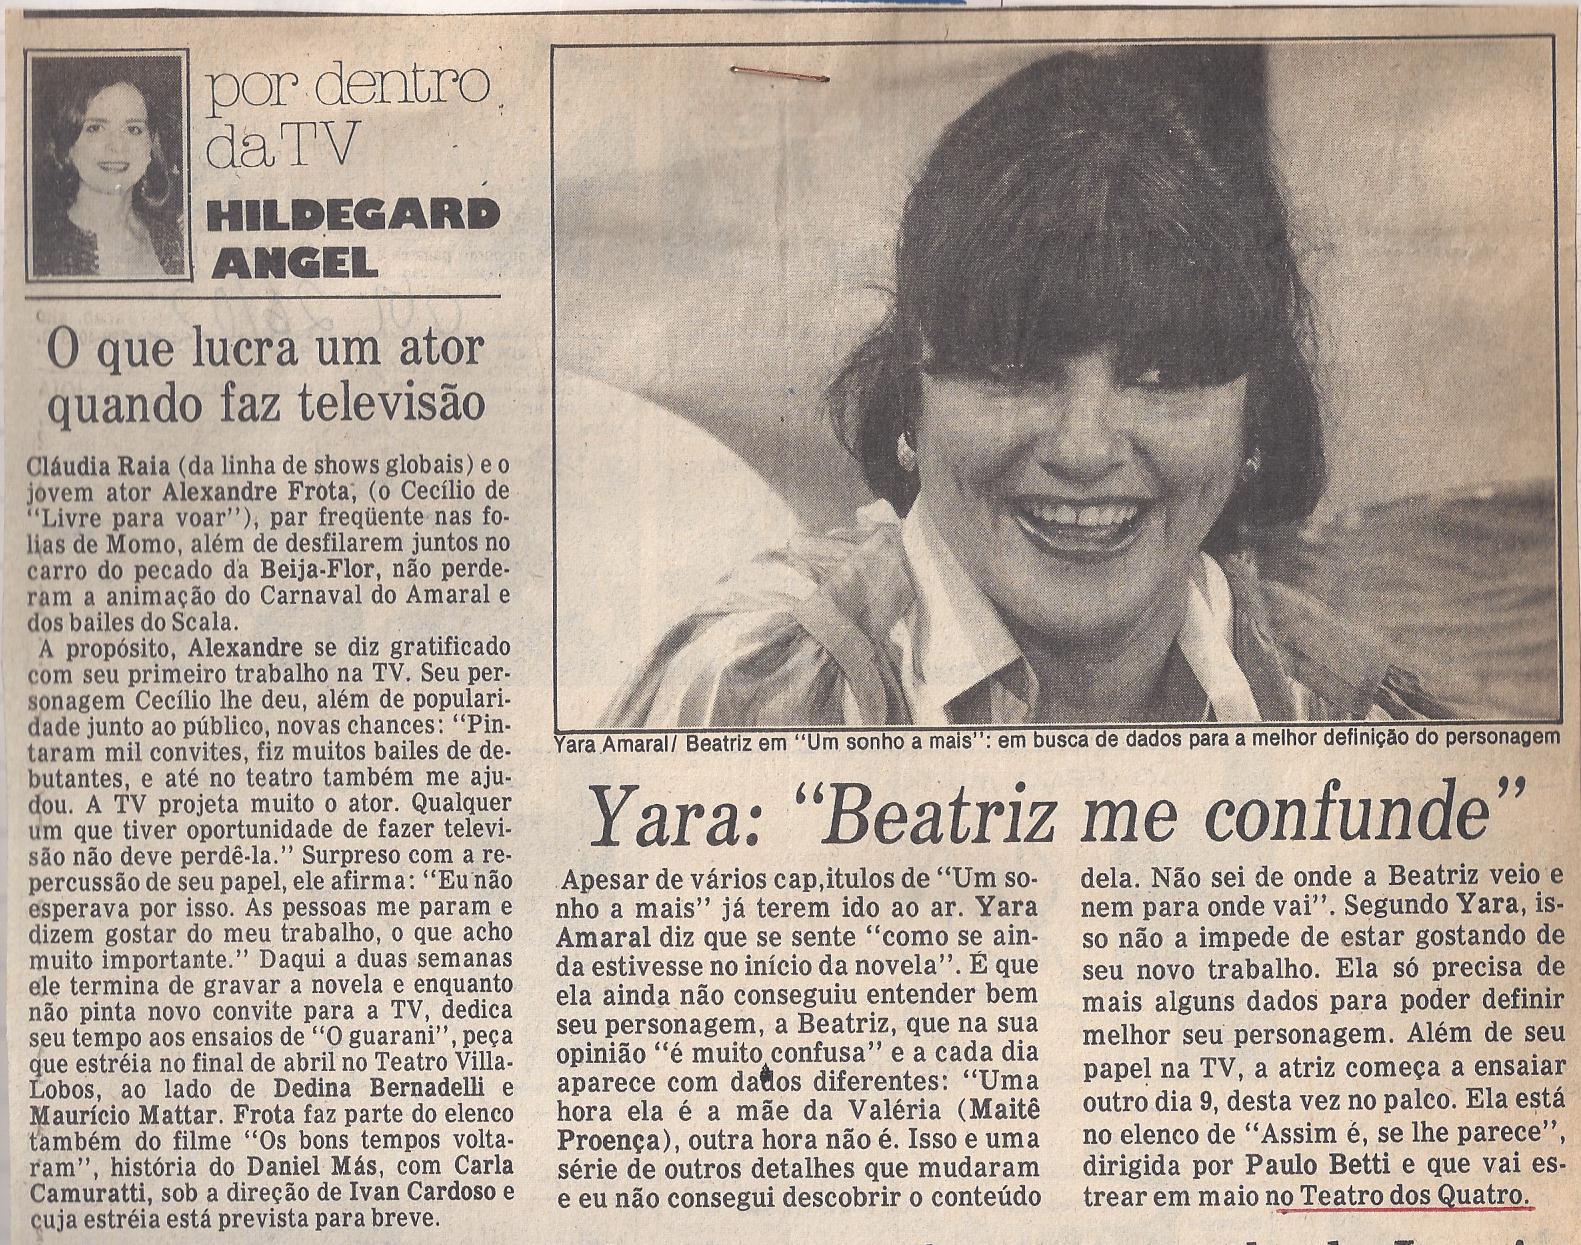 por dentro
da TV
HILDEGARD
ANGEL
O que lucra um ator
quando faz televisão
Cláudia Raia (da linha de shows globais) e o
jovem ator Alexandre Frota, (o Cecílio de
“Livre para voar”), par freqüente nas fo-
lias de Momo, além de desfilarem juntos no
carro do pecado da Beija-Flor, não perde-
ram a animação do Carnaval do Amaral e
dos bailes do Scala.
A propósito, Alexandre se diz gratificado
com seu primeiro trabalho na TV. Seu per-
sonagem Cecílio lhe deu, além de populari-
dade junto ao público, novas chances: “Pin-
taram mil convites, fiz muitos bailes de de-
butantes, e até no teatro também me aju-
dou. A TV projeta muito o ator. Qualquer
um que tiver oportunidade de fazer televi-
são não deve perdê-la.” Surpreso com a re-
percussão de seu papel, ele afirma: “Eu não
esperava por isso. As pessoas me param e
dizem gostar do meu trabalho, o que acho
muito importante.” Daqui a duas semanas
ele termina de gravar a novela e enquanto
não pinta novo convite para a TV, dedica
seu tempo aos ensaios de “O guarani”, peça
que estréia no final de abril no Teatro Villa-
Lobos, ao lado de Dedina Bernadelli e
Maurício Mattar. Frota faz parte do elenco
também do filme “Os bons tempos volta-
ram”, história do Daniel Más, com Carla
Camuratti, sob a direção de Ivan Cardoso e
cuja estréia está prevista para breve.
Yara Amaral/ Beatriz em “Um sonho a mais”: em busca de dados para a melhor definição do personagem
Yara: “Beatriz me confunde”
Apesar de vários cap,itulos de “Um so-
nho a mais” já terem ido ao ar. Yara
Amaral diz que se sente “como se ain-
da estivesse no início da novela”. É que
ela ainda não conseguiu entender bem
seu personagem, a Beatriz, que na sua
opinião “é muito confusa” e a cada dia
aparece com dados diferentes: “Uma
hora ela é a mãe da Valéria (Maitê
Proença), outra hora não é. Isso e uma
série de outros detalhes que mudaram
e eu não consegui descobrir o conteúdo
dela. Não sei de onde a Beatriz veio e
nem para onde vai”. Segundo Yara, is-
so não a impede de estar gostando de
seu novo trabalho. Ela só precisa de
mais alguns dados para poder definir
melhor seu personagem. Além de seu
papel na TV, a atriz começa a ensaiar
outro dia 9, desta vez no palco. Ela está
no elenco de “Assim é, se lhe parece”,
dirigida por Paulo Betti e que vai es-
trear em maio no Teatro dos Quatro.